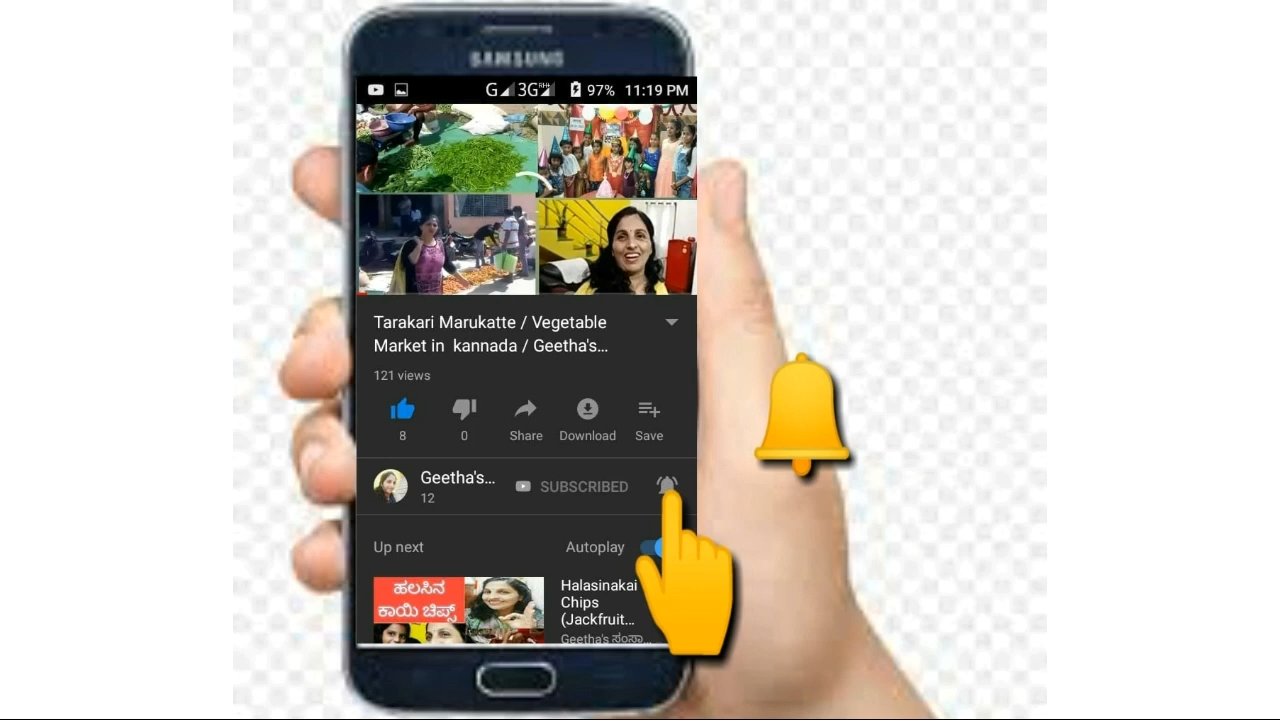 SAMSUNG
G 3G 97% 11:19 PM
Tarakari Marukatte / Vegetable
Market in kannada / Geetha's...
121 views
8 0 Share Download Save
Geetha's... SUBSCRIBED
12
Up next Autoplay
ಹಲಸಿನ
ಕಾಯಿ ಚಿಪ್ಸ್
Halasinakai
Chips
(Jackfruit...
Geetha's ಸಂಸಾ...